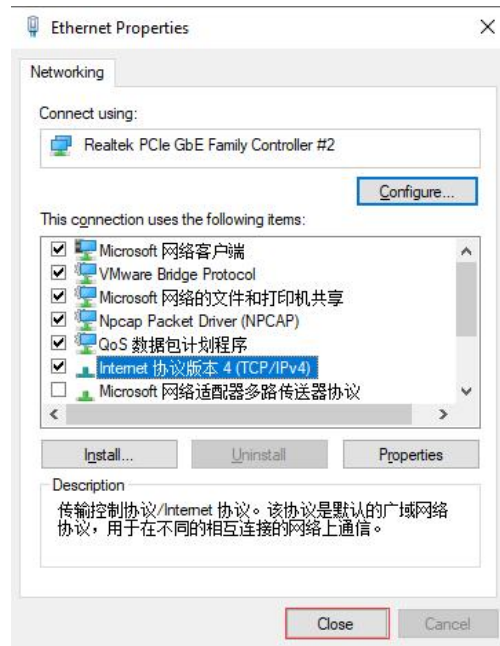 Ethernet Properties
Networking
Connect using:
Realtek PCIe GbE Family Controller #2
Configure...
This connection uses the following items:
Microsoft 网络客户端
VMware Bridge Protocol
Microsoft 网络的文件和打印机共享
Npcap Packet Driver (NPCAP)
QoS 数据包计划程序
Internet 协议版本 4 (TCP/IPv4)
Microsoft 网络适配器多路传送器协议
Install...
Uninstall
Properties
Description
传输控制协议/Internet 协议。该协议是默认的广域网络
协议，用于在不同的相互连接的网络上通信。
Close
Cancel